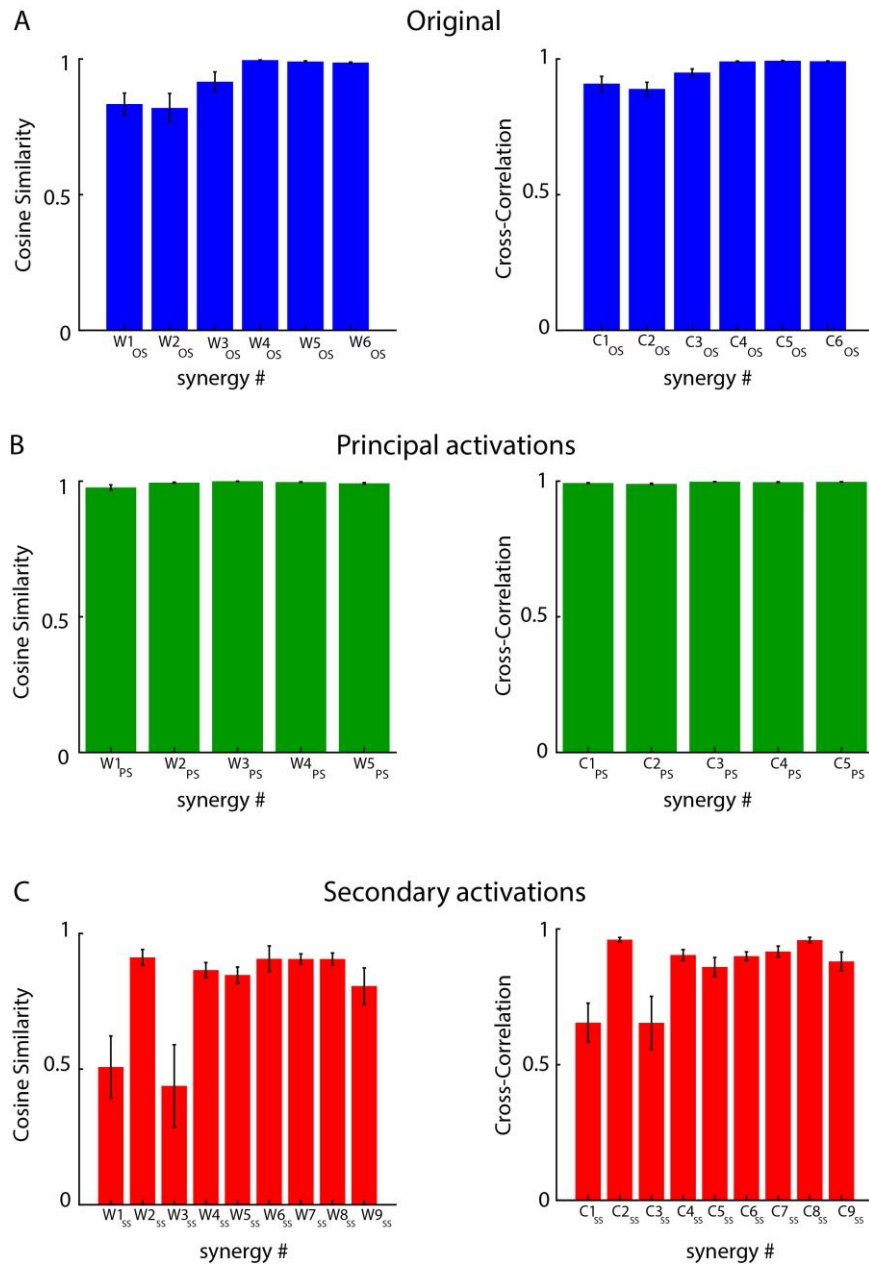 A Original
Cosine Similarity
1
0.5
0
W1OS W2OS W3OS W4OS W5OS W6OS
synergy #
Cross-Correlation
1
0.5
0
C1OS C2OS C3OS C4OS C5OS C6OS
synergy #
B Principal activations
Cosine Similarity
1
0.5
0
W1PS W2PS W3PS W4PS W5PS
synergy #
Cross-Correlation
1
0.5
0
C1PS C2PS C3PS C4PS C5PS
synergy #
C Secondary activations
Cosine Similarity
1
0.5
0
W1SS W2SS W3SS W4SS W5SS W6SS W7SS W8SS W9SS
synergy #
Cross-Correlation
1
0.5
0
C1SS C2SS C3SS C4SS C5SS C6SS C7SS C8SS C9SS
synergy #